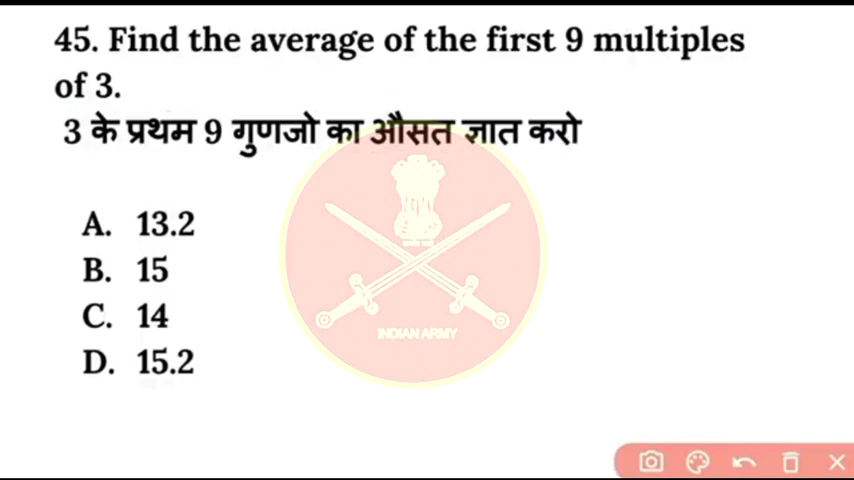 45. Find the average of the first 9 multiples
of 3.
3 के प्रथम 9 गुणजो का औसत ज्ञात करो
A. 13.2
B. 15
C. 14
D. 15.2
INDIAN ARMY